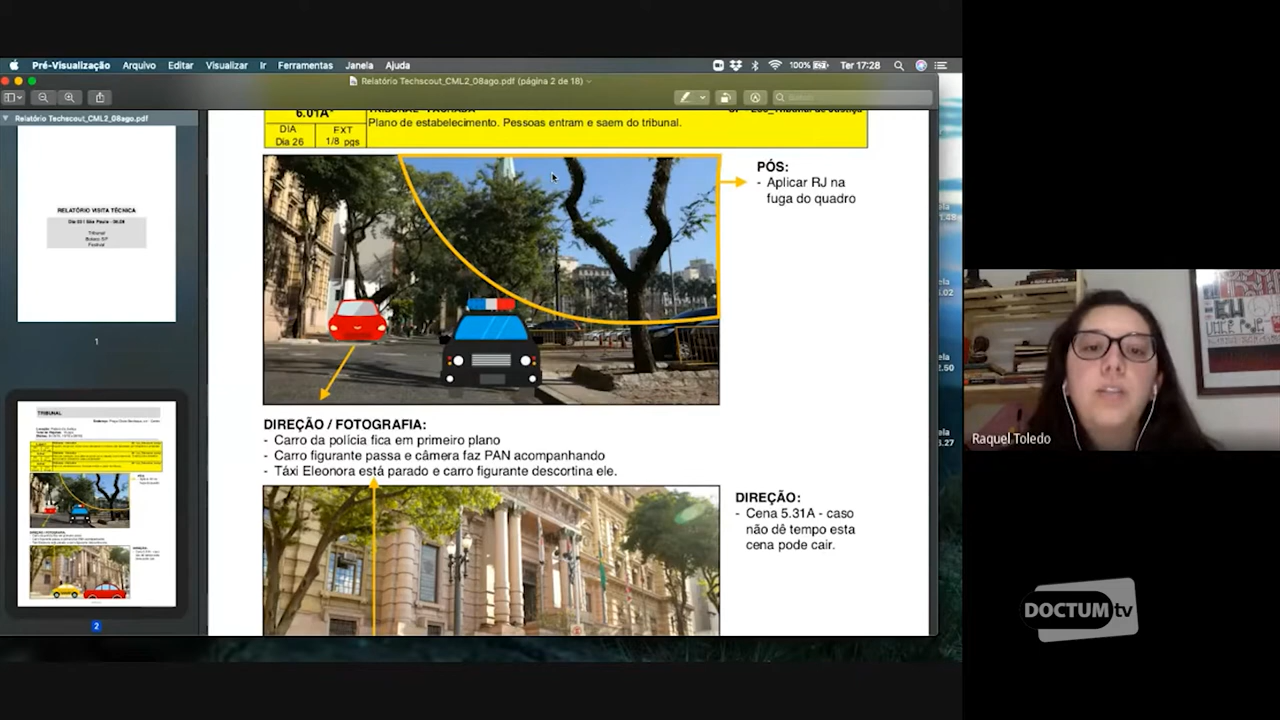 Pré-Visualização Arquivo Editar Visualizar Ir Ferramentas Janela Ajuda 100% Ter 17:28
Relatório Techscout_CML2_08ago.pdf (página 2 de 18)
Relatório Techscout_CML2_08ago.pdf
RELATÓRIO VISITA TÉCNICA
Tribunal
Festival
1
TRIBUNAL
2
6.01A
Plano de estabelecimento. Pessoas entram e saem do tribunal.
DIA EXT
Dia 26 1/8 pgs
PÓS:
- Aplicar RJ na
fuga do quadro
DIREÇÃO / FOTOGRAFIA:
- Carro da polícia fica em primeiro plano
- Carro figurante passa e câmera faz PAN acompanhando
- Táxi Eleonora está parado e carro figurante descortina ele.
DIREÇÃO:
- Cena 5.31A - caso
não dê tempo esta
cena pode cair.
Raquel Toledo
DOCTUM tv